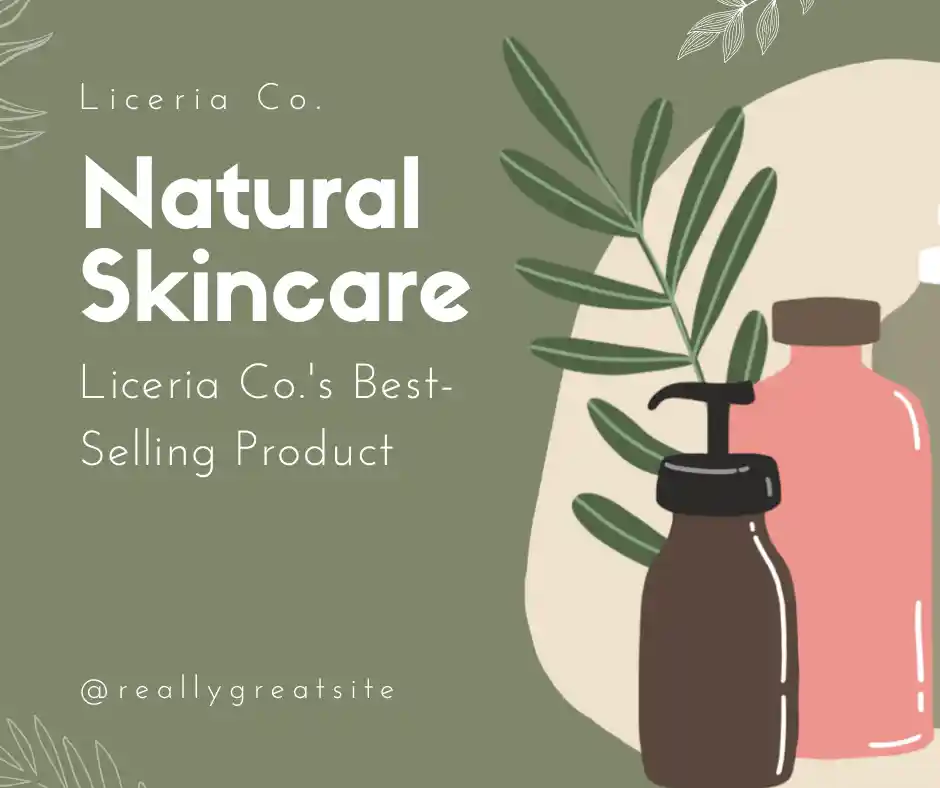 Liceria Co.
Natural
Skincare
Liceria Co.'s Best-
Selling Product
@reallygreatsite